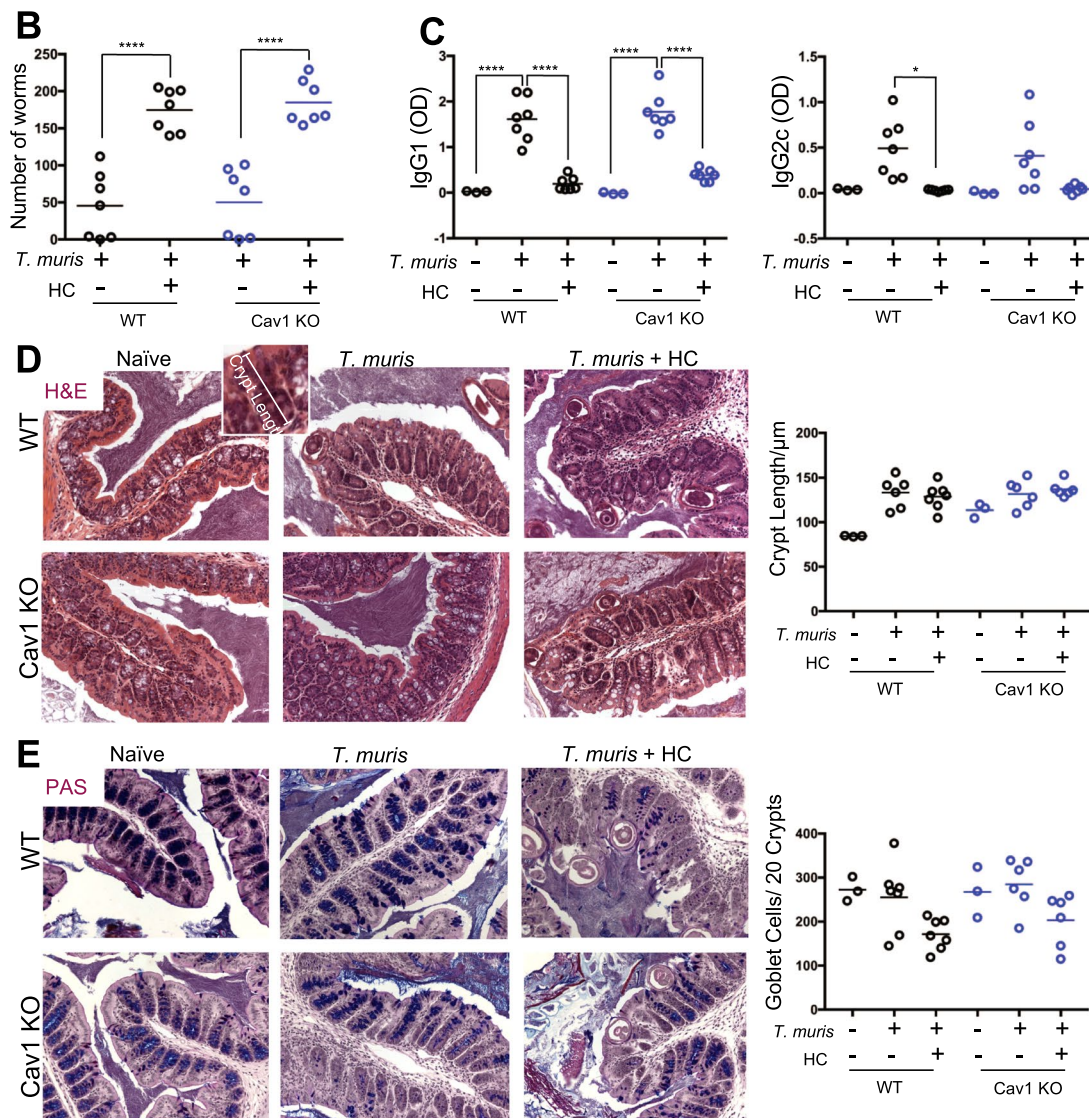 B
****
****
Number of worms
250
200
150
100
50
0
T. muris + + + +
HC - + - +
WT Cav1 KO
C
**** ****
**** ****
IgG1 (OD)
3
2
1
0
-1
T. muris - + + - + +
HC - - + - - +
WT Cav1 KO
*
IgG2c (OD)
1.5
1.0
0.5
0.0
-0.5
T. muris - + + - + +
HC - - + - - +
WT Cav1 KO
D
Naïve T. muris T. muris + HC
H&E
Crypt Length
WT
Cav1 KO
Crypt Length/µm
200
150
100
50
0
T. muris - + + - + +
HC - - + - - +
WT Cav1 KO
E
Naïve T. muris T. muris + HC
PAS
WT
Cav1 KO
Goblet Cells/ 20 Crypts
400
300
200
100
0
T. muris - + + - + +
HC - - + - - +
WT Cav1 KO